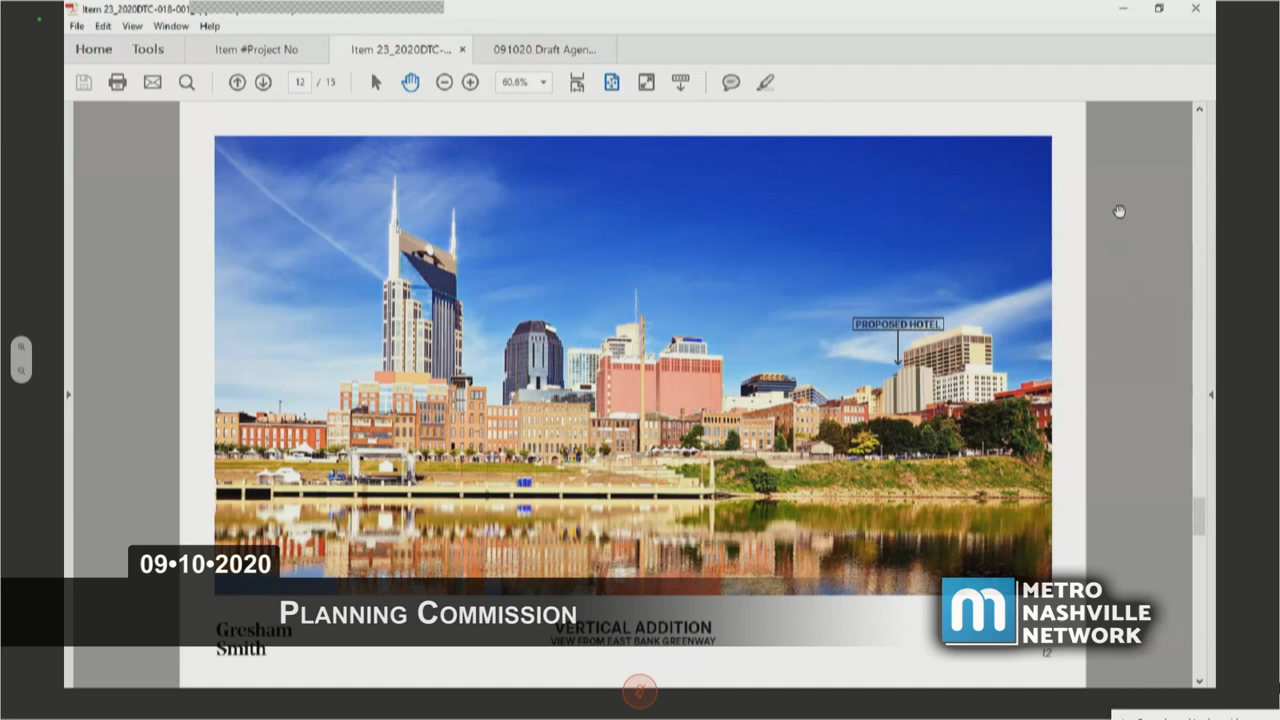 Item 23_2020DTC-018-001_
File Edit View Window Help
Home Tools Item #Project No Item 23_2020DTC-... × 091020 Draft Agen...
12 / 15 60.6%
PROPOSED HOTEL
09•10•2020
PLANNING COMMISSION
METRO
NASHVILLE
NETWORK
Gresham
Smith
VERTICAL ADDITION
VIEW FROM EAST BANK GREENWAY
12